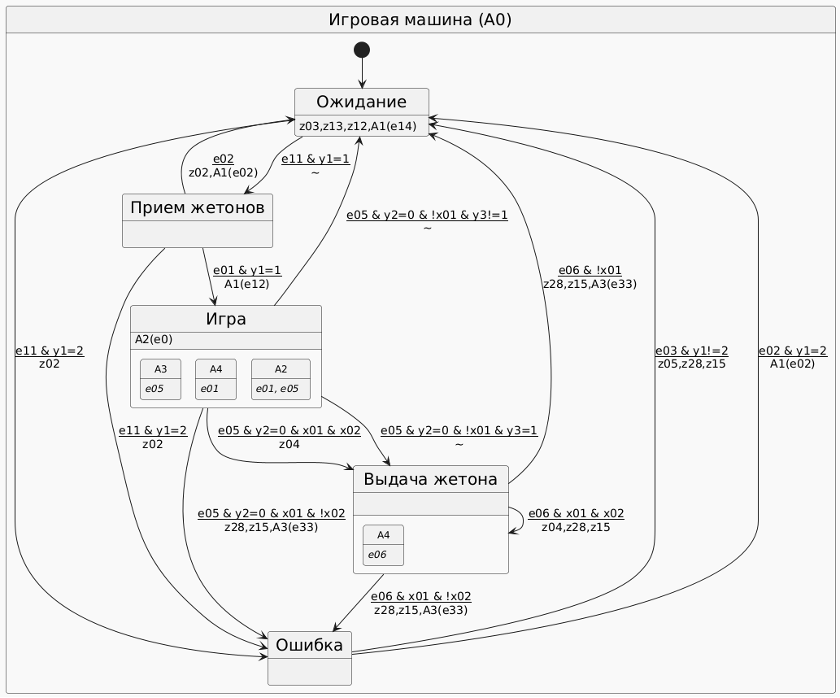 Игровая машина (A0)
Ожидание
z03,z13,z12,A1(e14)
e02
z02,A1(e02)
e11 & y1=1
~
Прием жетонов
e05 & y2=0 & !x01 & y3!=1
~
e01 & y1=1
A1(e12)
e06 & !x01
z28,z15,A3(e33)
Игра
A2(e0)
A3
e05
A4
e01
A2
e01, e05
e11 & y1=2
z02
e03 & y1!=2
z05,z28,z15
e02 & y1=2
A1(e02)
e11 & y1=2
z02
e05 & y2=0 & x01 & x02
z04
e05 & y2=0 & !x01 & y3=1
~
Выдача жетона
A4
e06
e05 & y2=0 & x01 & !x02
z28,z15,A3(e33)
e06 & x01 & x02
z04,z28,z15
e06 & x01 & !x02
z28,z15,A3(e33)
Ошибка